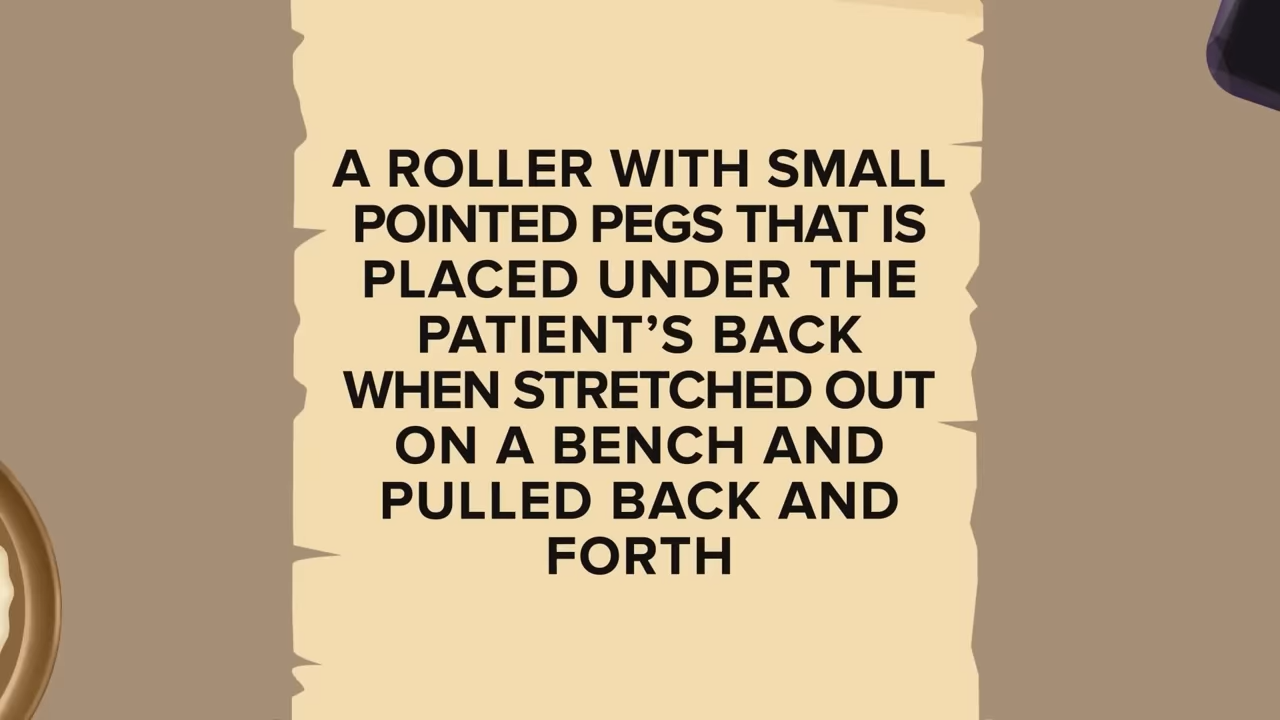 A ROLLER WITH SMALL
POINTED PEGS THAT IS
PLACED UNDER THE
PATIENT’S BACK
WHEN STRETCHED OUT
ON A BENCH AND
PULLED BACK AND
FORTH